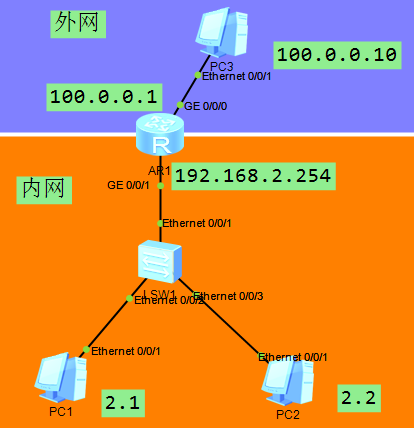 外网
PC3
100.0.0.10
Ethernet 0/0/1
100.0.0.1
GE 0/0/0
R
AR1
192.168.2.254
内网
GE 0/0/1
Ethernet 0/0/1
LSW1
Ethernet 0/0/2
Ethernet 0/0/3
Ethernet 0/0/1
Ethernet 0/0/1
PC1
2.1
PC2
2.2